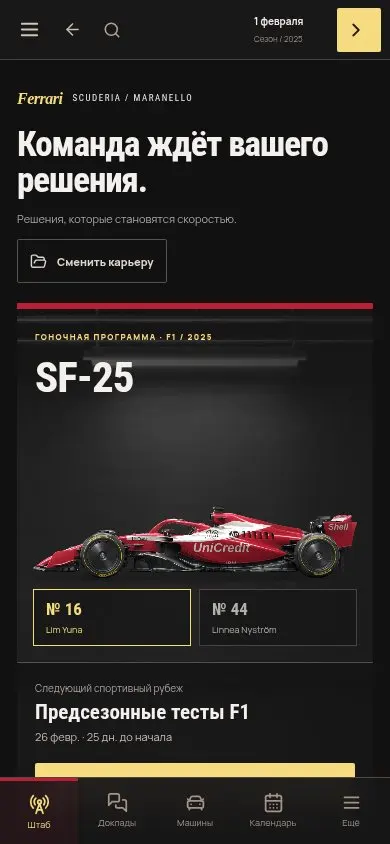 1 февраля
Сезон / 2025
Ferrari SCUDERIA / MARANELLO
Команда ждёт вашего
решения.
Решения, которые становятся скоростью.
Сменить карьеру
ГОНОЧНАЯ ПРОГРАММА · F1 / 2025
SF-25
Shell
UniCredit
№ 16
Lim Yuna
№ 44
Linnea Nyström
Следующий спортивный рубеж
Предсезонные тесты F1
26 февр. · 25 дн. до начала
Штаб
Доклады
Машины
Календарь
Ещё